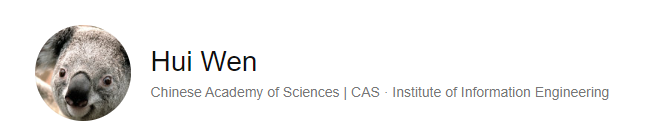 Hui Wen
Chinese Academy of Sciences | CAS · Institute of Information Engineering